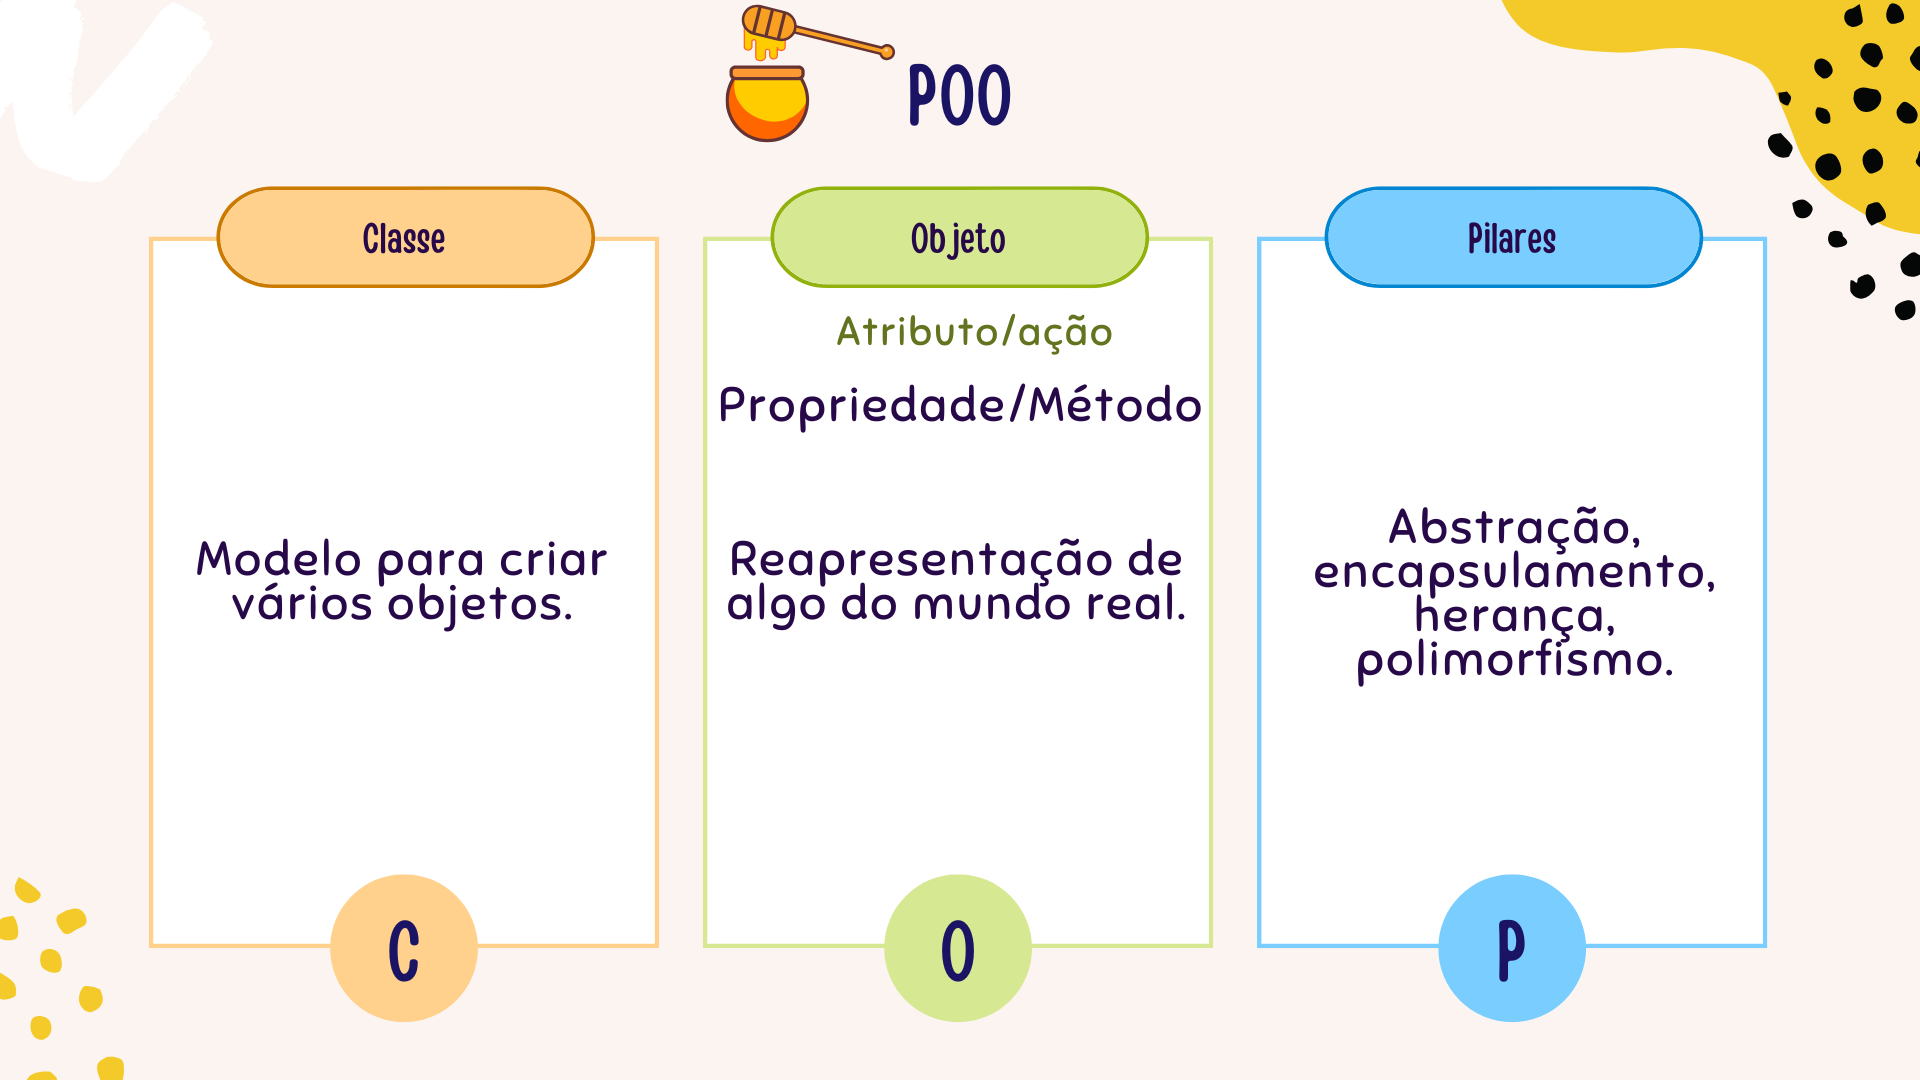 POO
Classe
Modelo para criar
vários objetos.
C
Objeto
Atributo/ação
Propriedade/Método
Reapresentação de
algo do mundo real.
O
Pilares
Abstração,
encapsulamento,
herança,
polimorfismo.
P